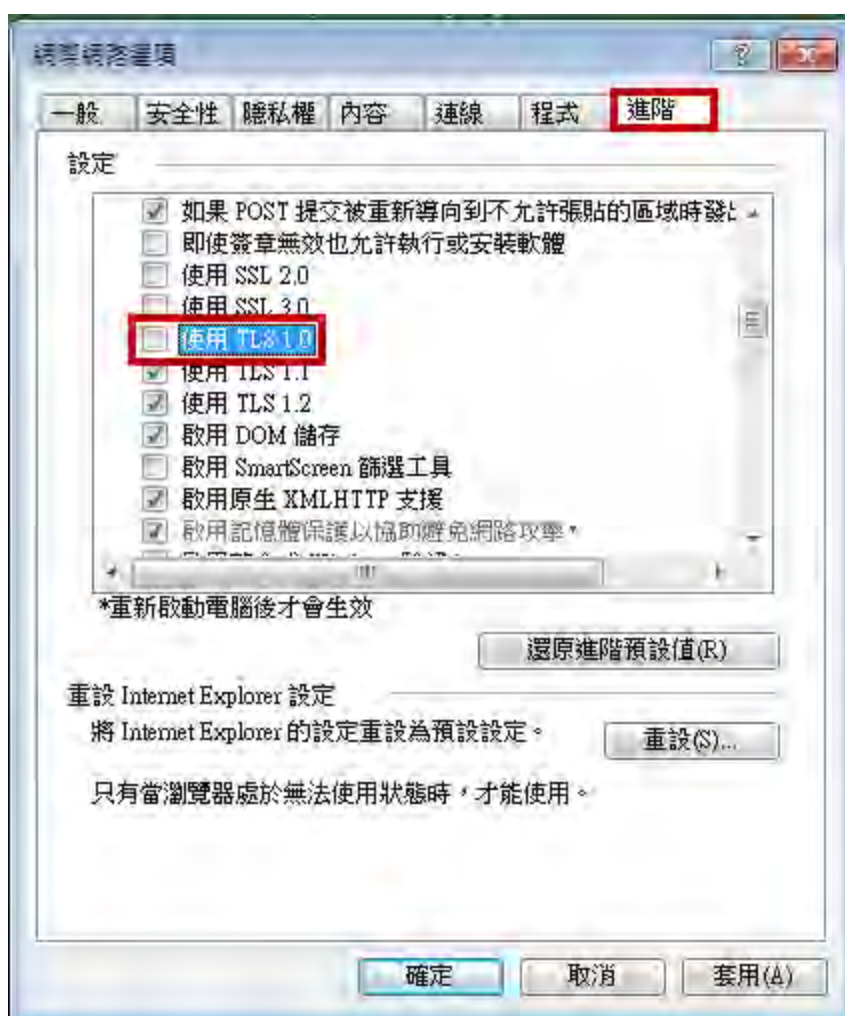 網際網路選項
一般 安全性 隱私權 內容 連線 程式 進階
設定
如果 POST 提交被重新導向到不允許張貼的區域時發
即使簽章無效也允許執行或安裝軟體
使用 SSL 2.0
使用 SSL 3.0
使用 TLS 1.0
使用 TLS 1.1
使用 TLS 1.2
啟用 DOM 儲存
啟用 SmartScreen 篩選工具
啟用原生 XMLHTTP 支援
啟用記憶體保護以協助避免網路攻擊*
*重新啟動電腦後才會生效
還原進階預設值(R)
重設 Internet Explorer 設定
將 Internet Explorer 的設定重設為預設設定。
重設(S)...
只有當瀏覽器處於無法使用狀態時，才能使用。
確定 取消 套用(A)